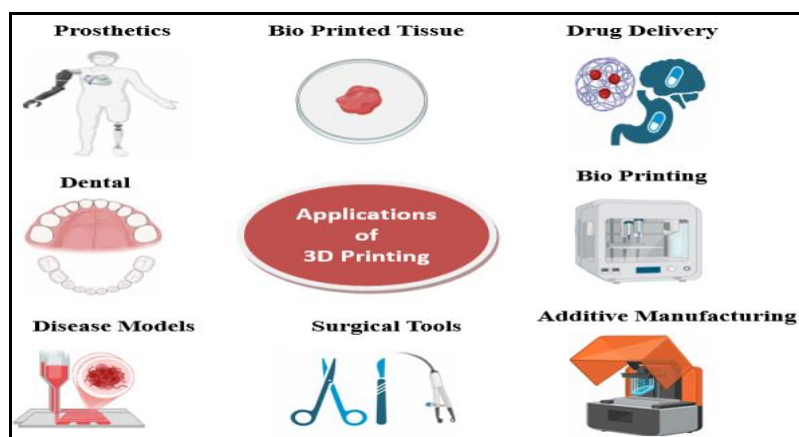 Prosthetics
Bio Printed Tissue
Drug Delivery
Dental
Bio Printing
Applications
of
3D Printing
Disease Models
Surgical Tools
Additive Manufacturing